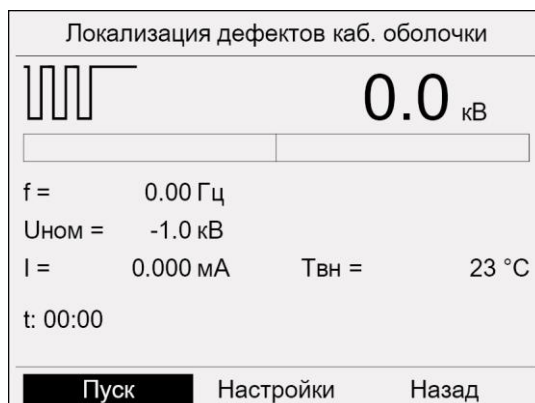 Локализация дефектов каб. оболочки
0.0 кВ
f = 0.00 Гц
Uном = -1.0 кВ
I = 0.000 мА Tвн = 23 °C
t: 00:00
Пуск Настройки Назад